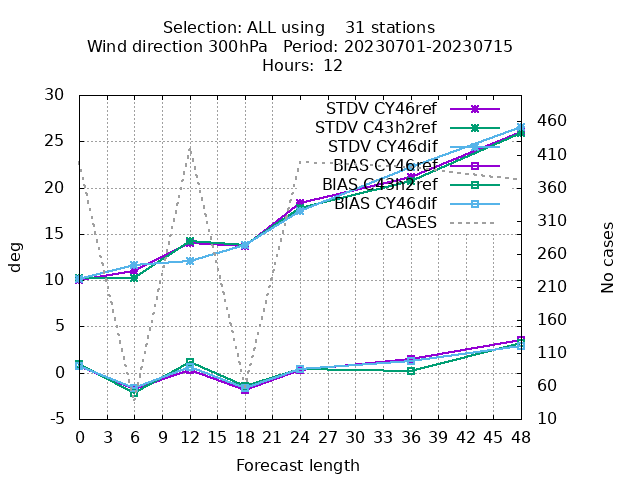 Selection: ALL using    31 stations
Wind direction 300hPa   Period: 20230701-20230715
Hours:  12
STDV CY46ref
STDV C43h2ref
STDV CY46dif
BIAS CY46ref
BIAS C43h2ref
BIAS CY46dif
CASES
30
25
20
15
10
5
0
-5
deg
460
410
360
310
260
210
160
110
60
10
No cases
0 3 6 9 12 15 18 21 24 27 30 33 36 39 42 45 48
Forecast length